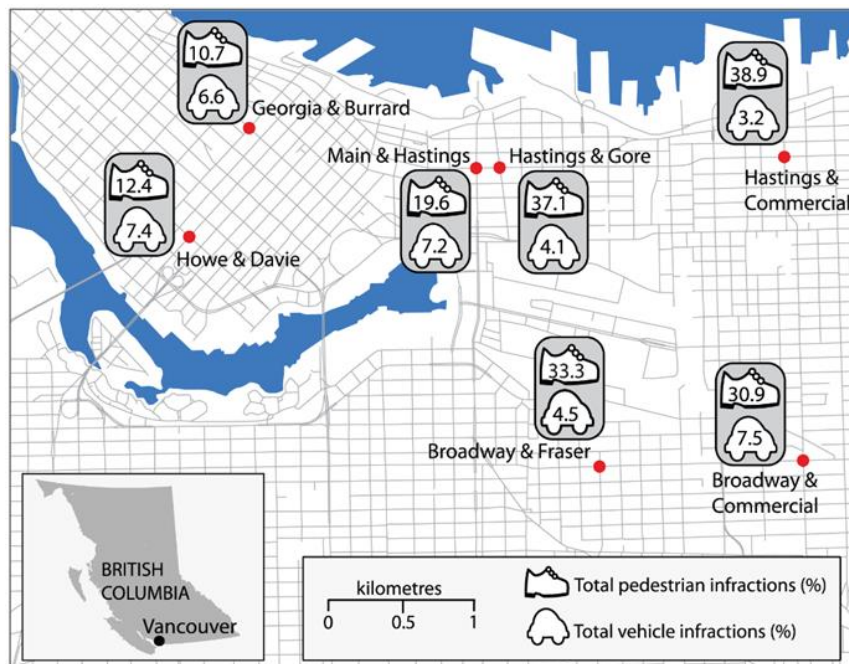 10.7
6.6
Georgia & Burrard
38.9
3.2
Hastings &
Commercial
Main & Hastings
Hastings & Gore
12.4
7.4
Howe & Davie
19.6
7.2
37.1
4.1
33.3
4.5
Broadway & Fraser
30.9
7.5
Broadway &
Commercial
BRITISH
COLUMBIA
Vancouver
kilometres
0 0.5 1
Total pedestrian infractions (%)
Total vehicle infractions (%)